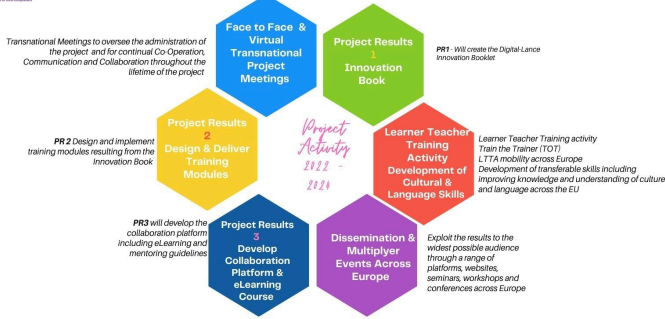 Face to Face &
Virtual
Transnational
Project
Meetings
Transnational Meetings to oversee the administration of
the project and for continual Co-Operation,
Communication and Collaboration throughout the
lifetime of the project
Project Results
1
Innovation
Book
PR1 - Will create the Digital-Lance
Innovation Booklet
Project Results
2
Design & Deliver
Training
Modules
PR 2 Design and implement
training modules resulting from the
Innovation Book
Project
Activity
2022 -
2024
Learner Teacher
Training
Activity
Development of
Cultural &
Language Skills
Learner Teacher Training activity
Train the Trainer (TOT)
LTTA mobility across Europe
Development of transferable skills including
improving knowledge and understanding of culture
and language across the EU
Project Results
3
Develop
Collaboration
Platform &
eLearning
Course
PR3 will develop the
collaboration platform
including eLearning and
mentoring guidelines
Dissemination &
Multiplyer
Events Across
Europe
Exploit the results to the
widest possible audience
through a range of
platforms, websites,
seminars, workshops and
conferences across Europe